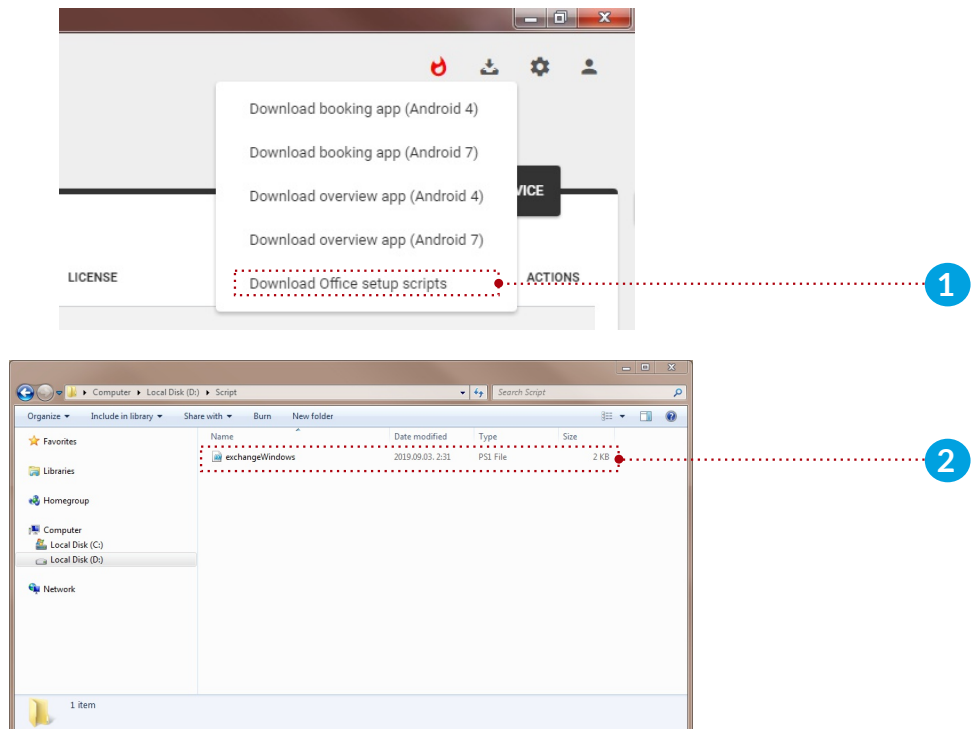 Download booking app (Android 4)
Download booking app (Android 7)
Download overview app (Android 4)
VICE
Download overview app (Android 7)
LICENSE
Download Office setup scripts
ACTIONS
1
Computer Local Disk (D:) Script
Search Script
Organize Include in library Share with Burn New folder
Name Date modified Type Size
Favorites
exchangeWindows 2019.09.03. 2:31 PS1 File 2 KB
2
Libraries
Homegroup
Computer
Local Disk (C:)
Local Disk (D:)
Network
1 item